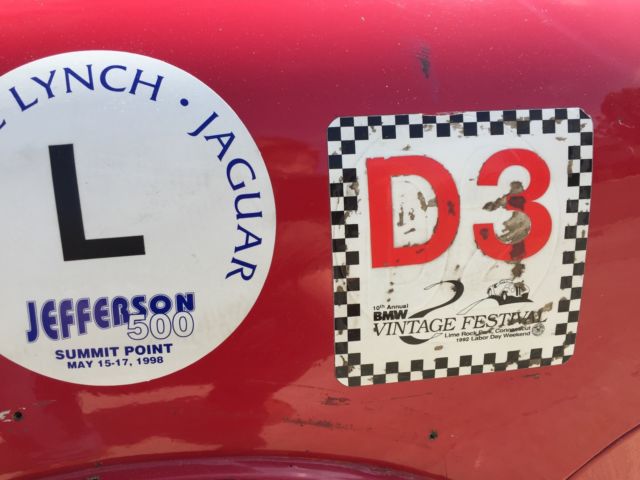 LYNCH · JAGUAR
L
JEFFERSON
500
SUMMIT POINT
MAY 15-17, 1998
D3
10th Annual
BMW
VINTAGE FESTIVAL
Lime Rock Park, Connecticut
1992 Labor Day Weekend